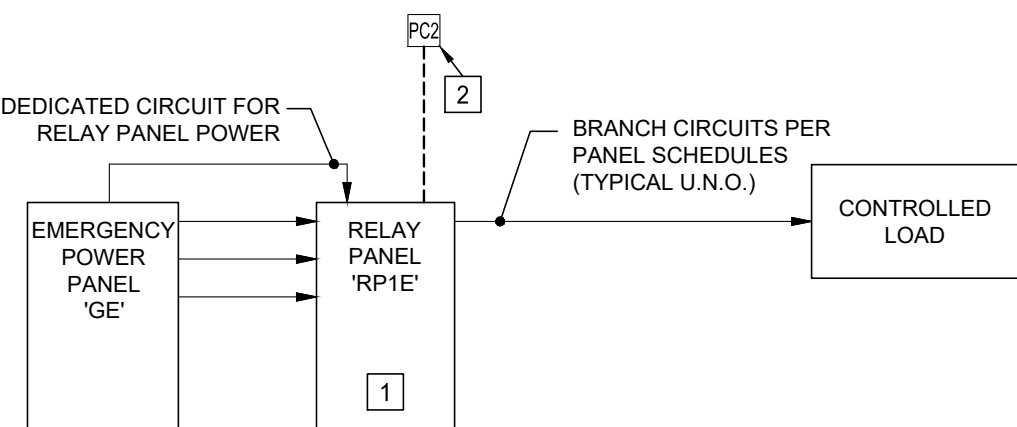 PC2
2
DEDICATED CIRCUIT FOR
RELAY PANEL POWER
BRANCH CIRCUITS PER
PANEL SCHEDULES
(TYPICAL U.N.O.)
EMERGENCY
POWER
PANEL
'GE'
RELAY
PANEL
'RP1E'
1
CONTROLLED
LOAD